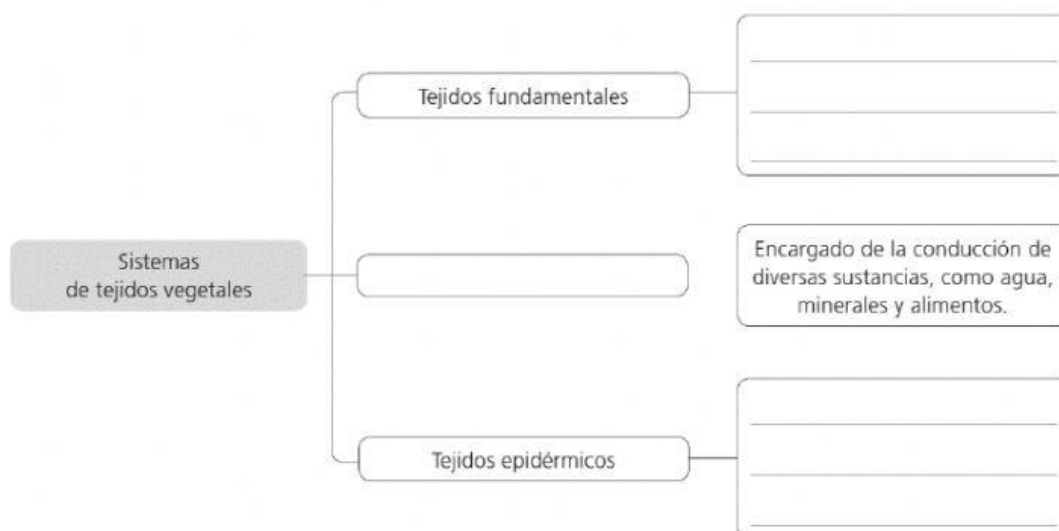 Tejidos fundamentales
Sistemas
de tejidos vegetales
Encargado de la conducción de
diversas sustancias, como agua,
minerales y alimentos.
Tejidos epidérmicos